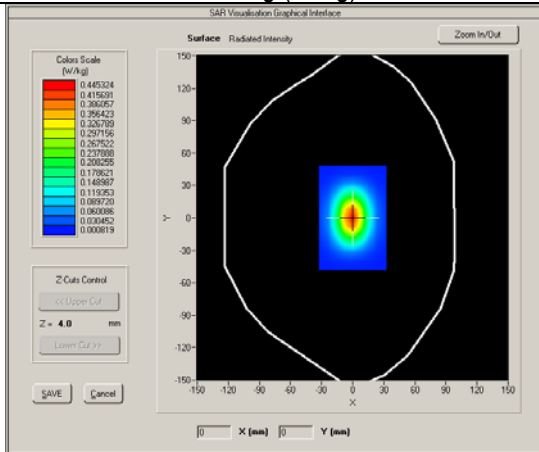 SAR Visualisation Graphical Interface
Surface Radiated Intensity
Zoom In/Out
Colors Scale
(W/kg)
0.445324
0.415691
0.386057
0.356423
0.326789
0.297156
0.267522
0.237888
0.208255
0.178621
0.148987
0.119353
0.089720
0.060086
0.030452
0.000819
Z-Cuts Control
<< Upper Cut
Z = 4.0 mm
Lower Cut >>
SAVE Cancel
150
120
90
60
30
0
-30
-60
-90
-120
-150
Y
-150 -120 -90 -60 -30 0 30 60 90 120 150
X
0 X (mm) 0 Y (mm)